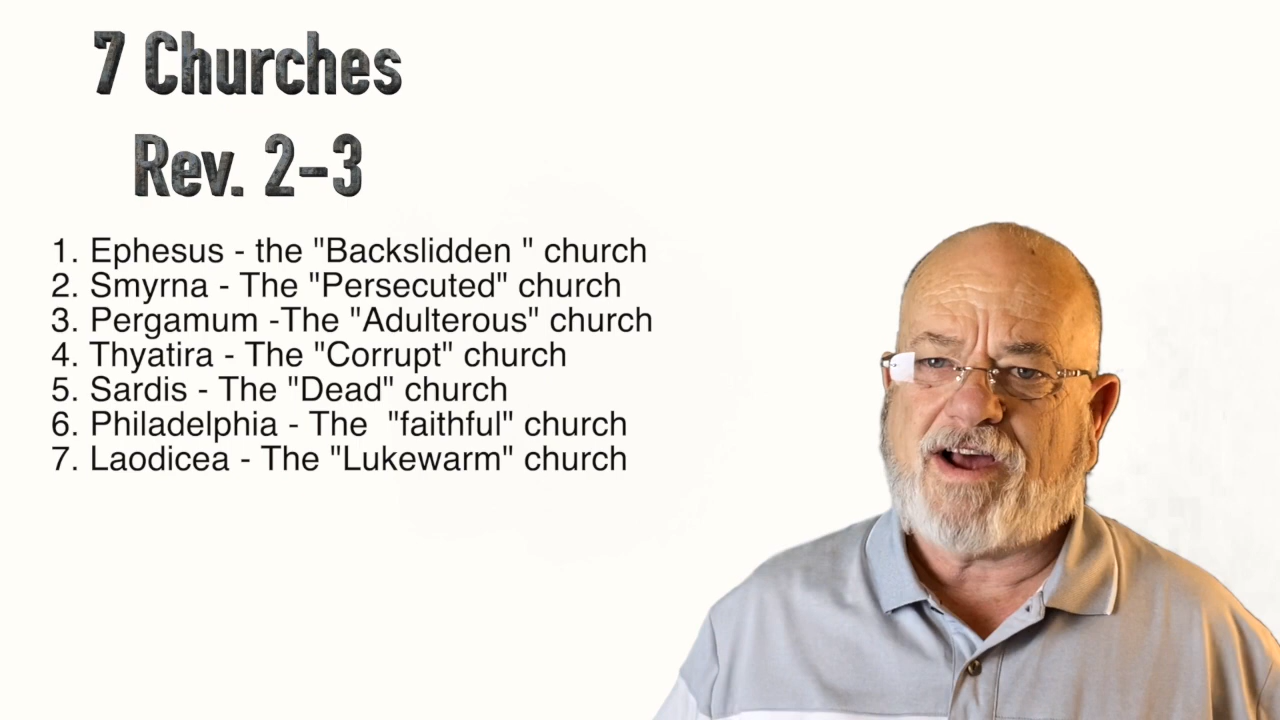 7 Churches
Rev. 2-3
1. Ephesus - the "Backslidden " church
2. Smyrna - The "Persecuted" church
3. Pergamum -The "Adulterous" church
4. Thyatira - The "Corrupt" church
5. Sardis - The "Dead" church
6. Philadelphia - The  "faithful" church
7. Laodicea - The "Lukewarm" church